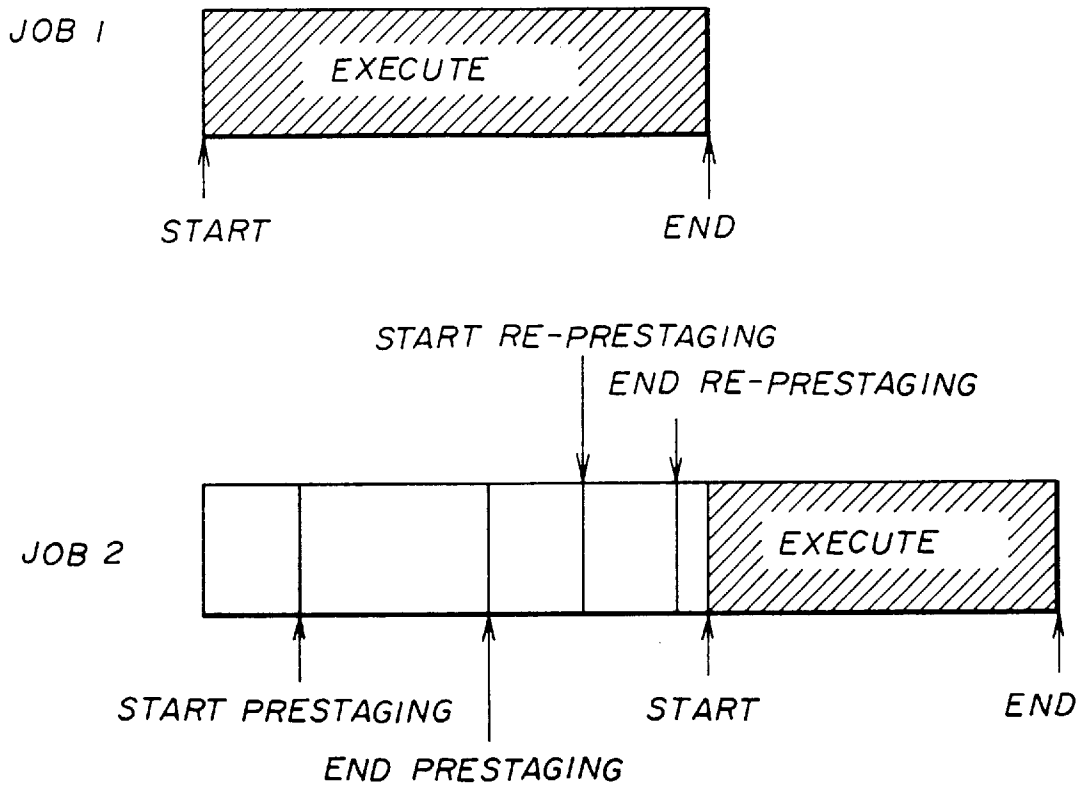 JOB 1
EXECUTE
START
END
START RE-PRESTAGING
END RE-PRESTAGING
JOB 2
EXECUTE
START PRESTAGING
START
END
END PRESTAGING